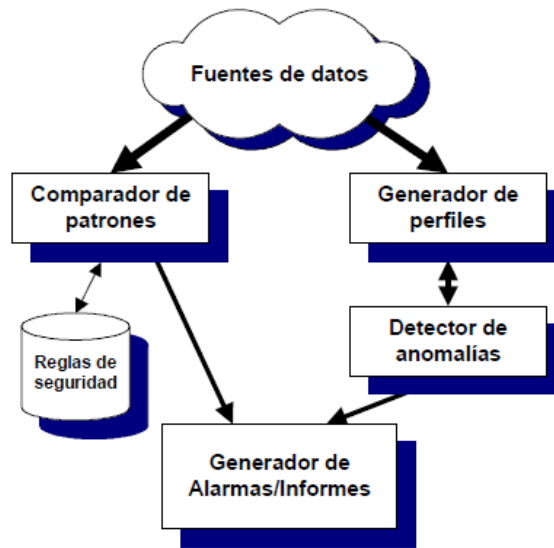 Fuentes de datos
Comparador de
patrones
Generador de
perfiles
Reglas de
seguridad
Detector de
anomalías
Generador de
Alarmas/Informes